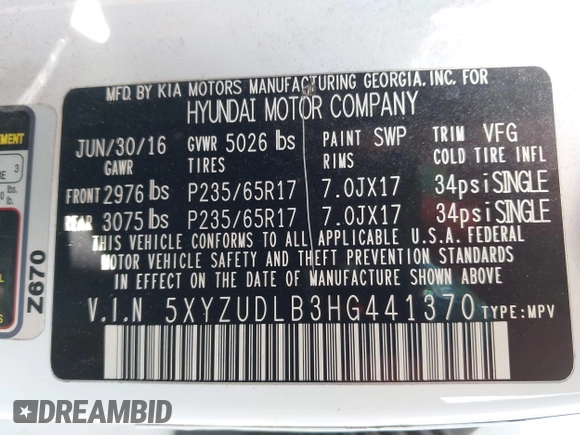 MFD. BY KIA MOTORS MANUFACTURING GEORGIA, INC. FOR
HYUNDAI MOTOR COMPANY
JUN/30/16 GVWR 5026 lbs PAINT SWP TRIM VFG
GAWR TIRES RIMS COLD TIRE INFL
FRONT 2976 lbs P235/65R17 7.0JX17 34psi SINGLE
REAR 3075 lbs P235/65R17 7.0JX17 34psi SINGLE
THIS VEHICLE CONFORMS TO ALL APPLICABLE U.S.A. FEDERAL
MOTOR VEHICLE SAFETY AND THEFT PREVENTION STANDARDS
IN EFFECT ON THE DATE OF MANUFACTURE SHOWN ABOVE.
V.I.N 5XYZUDLB3HG441370 TYPE: MPV
3
lbs.
Z670
DREAMBID